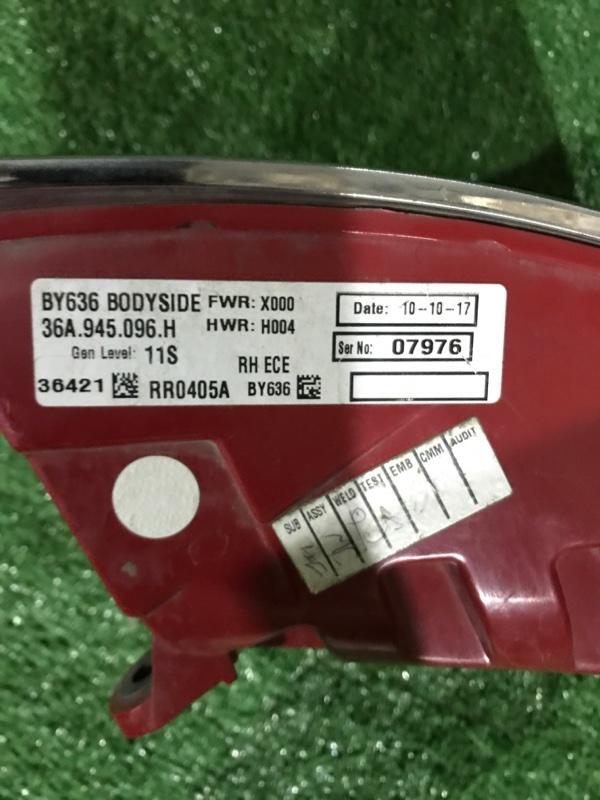 BY636 BODYSIDE FWR: X000
36A.945.096.H HWR: H004
Gen Level: 11S
RH ECE
36421 RR0405A BY636
Date: 10-10-17
Ser No: 07976
SUB ASSY WELD TEST EMB CMM AUDIT